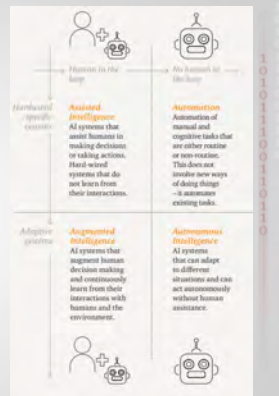 Human in the
loop
No human in
the loop
Hardwired
/specific
systems
Assisted
Intelligence
AI systems that
assist humans in
making decisions
or taking actions.
Hard-wired
systems that do
not learn from
their interactions.
Automation
Automation of
manual and
cognitive tasks that
are either routine
or non-routine.
This does not
involve new ways
of doing things
– it automates
existing tasks.
Adaptive
systems
Augmented
Intelligence
AI systems that
augment human
decision making
and continuously
learn from their
interactions with
humans and the
environment.
Autonomous
Intelligence
AI systems
that can adapt
to different
situations and can
act autonomously
without human
assistance.